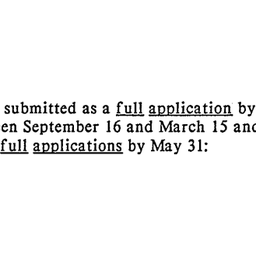 submitted as a full application by
en September 16 and March 15 and
full applications by May 31: